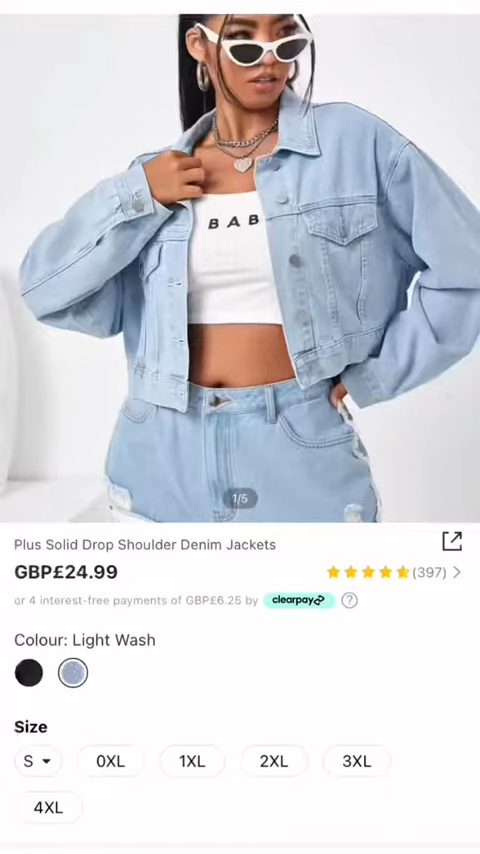 BAB
1/5
Plus Solid Drop Shoulder Denim Jackets
GBP£24.99
(397)
or 4 interest-free payments of GBP£6.25 by clearpay ?
Colour: Light Wash
Size
S 0XL 1XL 2XL 3XL
4XL